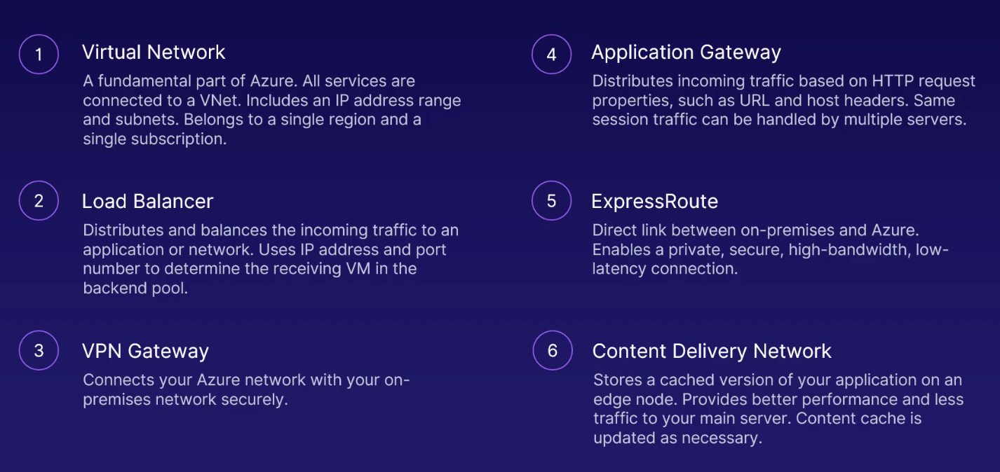 1
Virtual Network
A fundamental part of Azure. All services are
connected to a VNet. Includes an IP address range
and subnets. Belongs to a single region and a
single subscription.
2
Load Balancer
Distributes and balances the incoming traffic to an
application or network. Uses IP address and port
number to determine the receiving VM in the
backend pool.
3
VPN Gateway
Connects your Azure network with your on-
premises network securely.
4
Application Gateway
Distributes incoming traffic based on HTTP request
properties, such as URL and host headers. Same
session traffic can be handled by multiple servers.
5
ExpressRoute
Direct link between on-premises and Azure.
Enables a private, secure, high-bandwidth, low-
latency connection.
6
Content Delivery Network
Stores a cached version of your application on an
edge node. Provides better performance and less
traffic to your main server. Content cache is
updated as necessary.